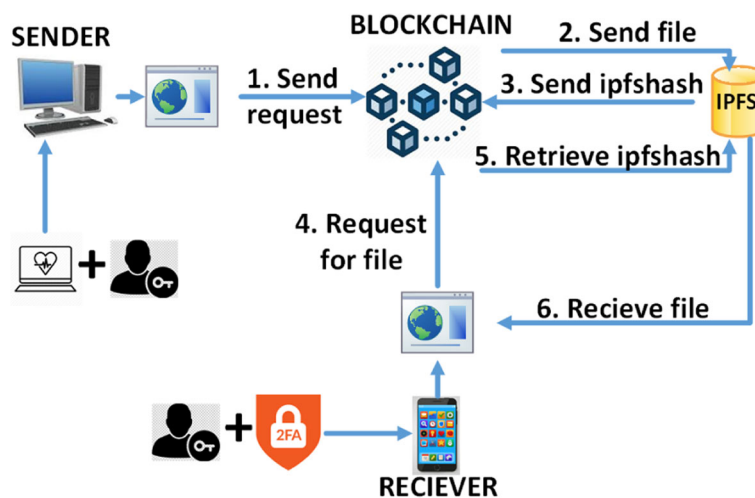 SENDER
BLOCKCHAIN
2. Send file
1. Send
request
3. Send ipfshash
IPFS
5. Retrieve ipfshash
4. Request
for file
6. Recieve file
2FA
RECIEVER